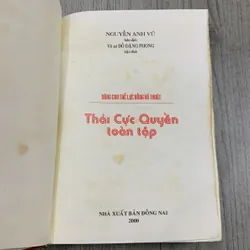 NGUYỄN ANH VŨ
biên dịch
Võ sư ĐỖ ĐẶNG PHONG
hiệu đính
Thái Cực Quyền
toàn tập
NHÀ XUẤT BẢN ĐỒNG NAI
2000